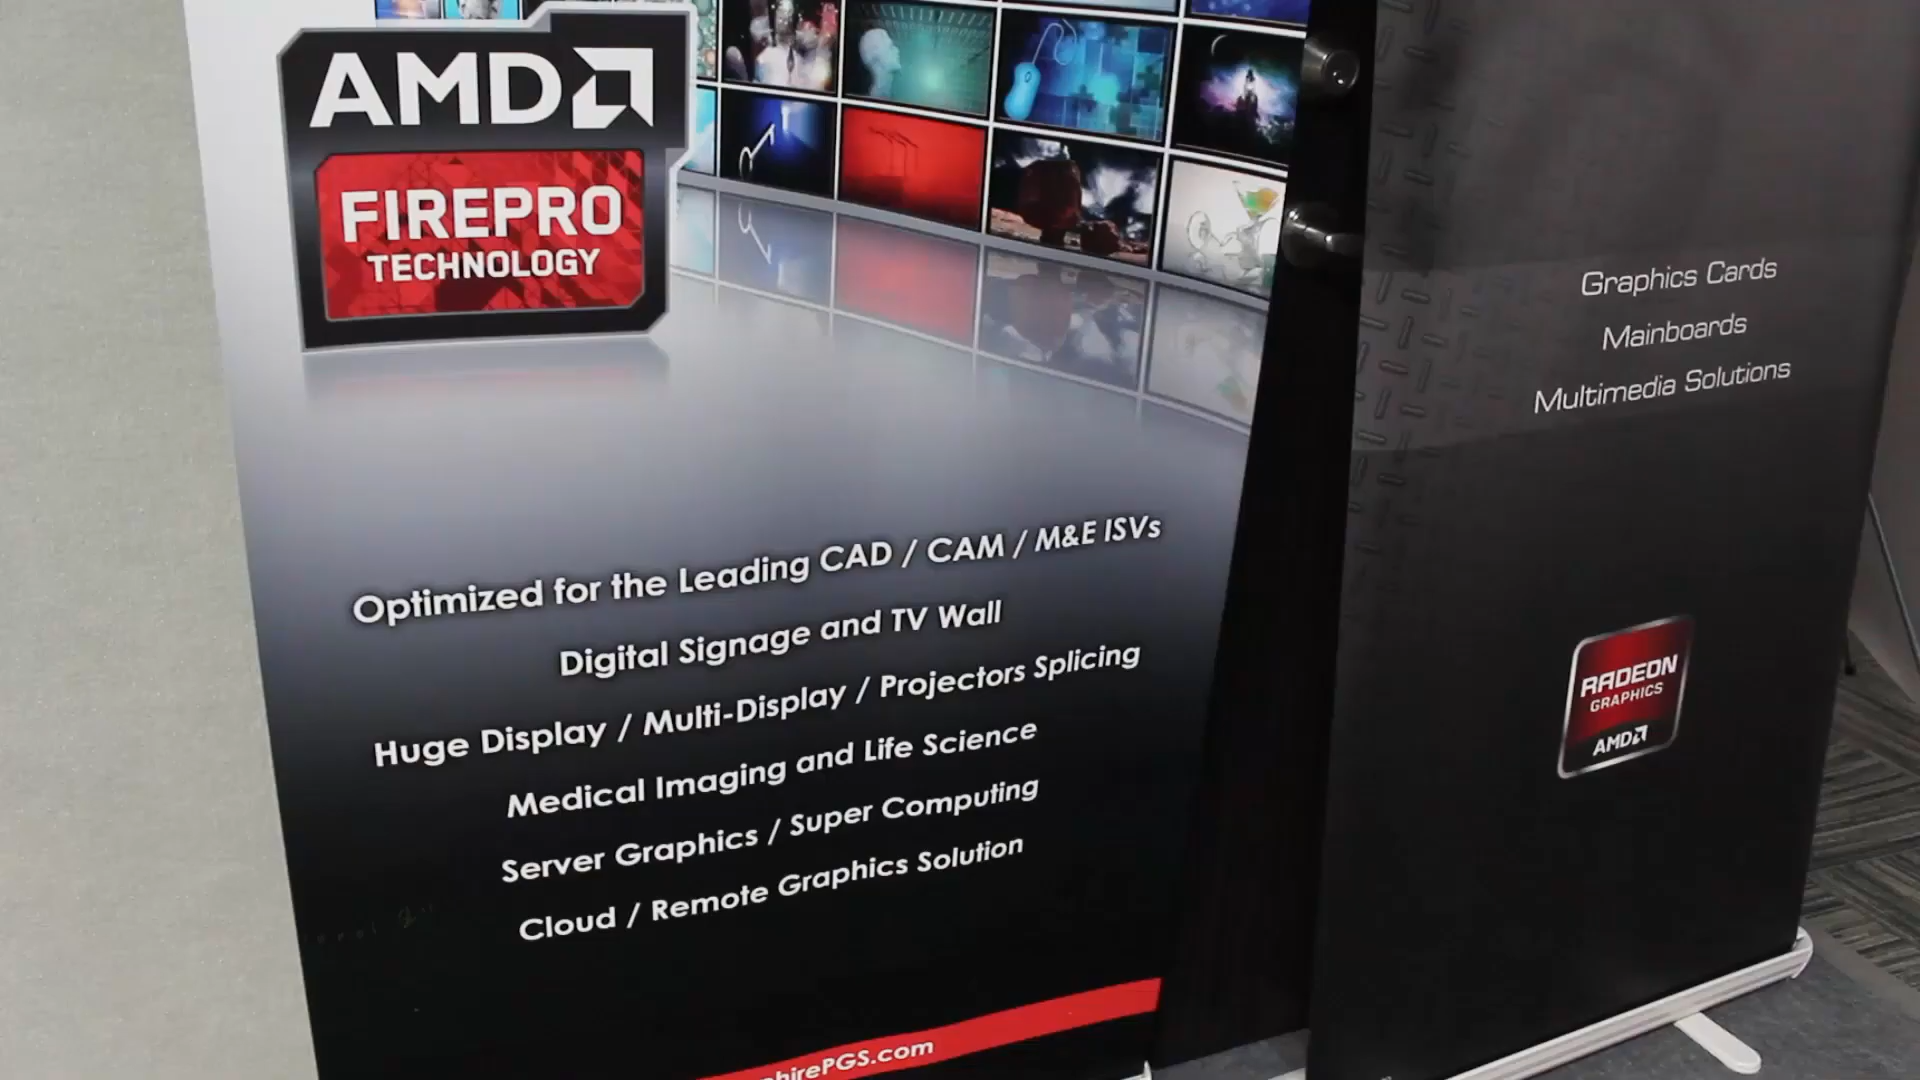 AMD
FIREPRO
TECHNOLOGY
Optimized for the Leading CAD / CAM / M&E ISVs
Digital Signage and TV Wall
Huge Display / Multi-Display / Projectors Splicing
Medical Imaging and Life Science
Server Graphics / Super Computing
Cloud / Remote Graphics Solution
hirePGS.com
Graphics Cards
Mainboards
Multimedia Solutions
RADEON
GRAPHICS
AMD